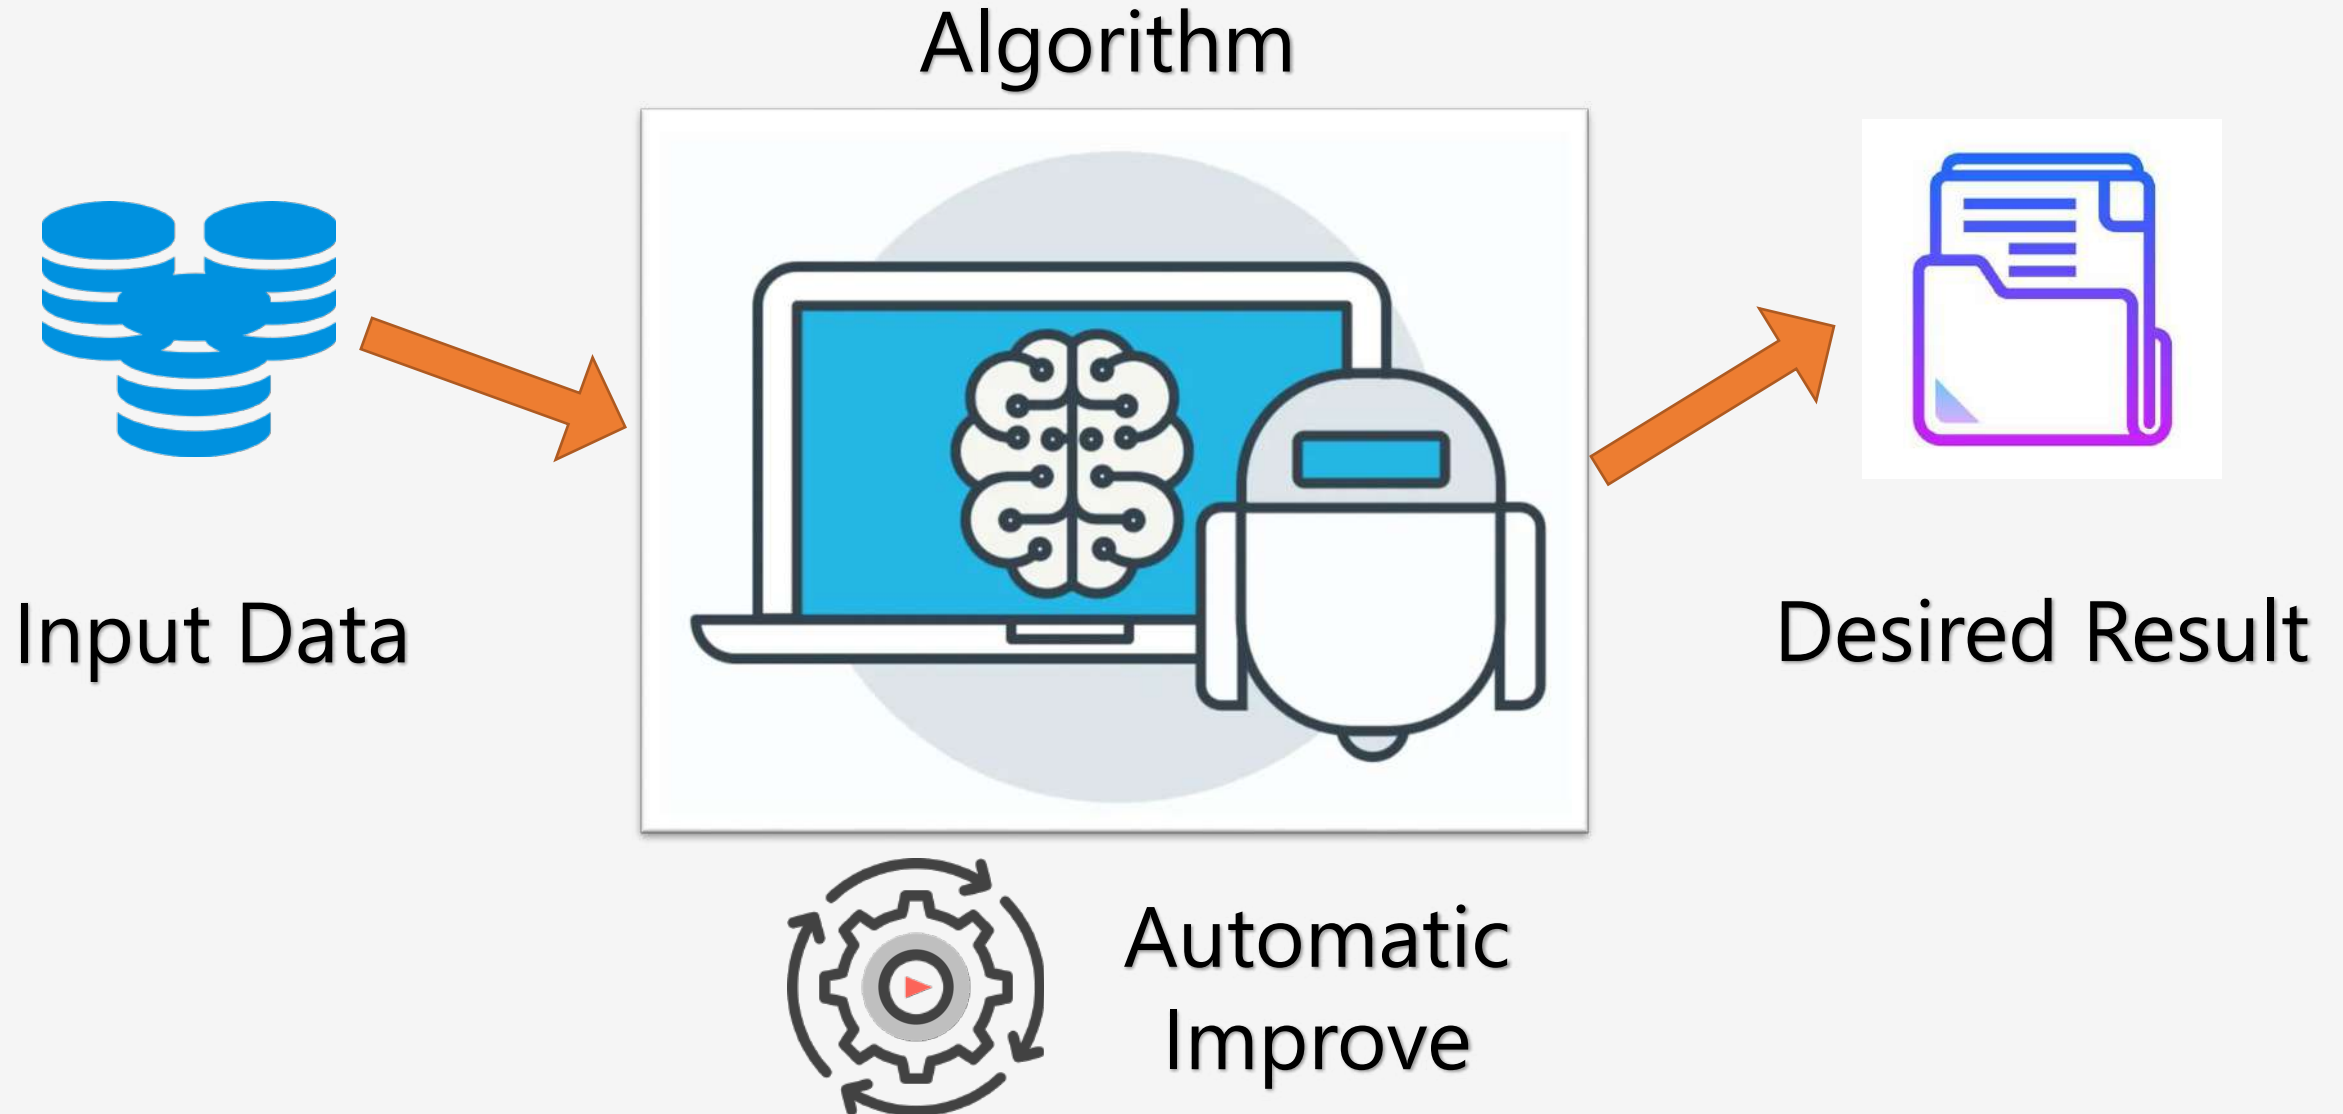 Algorithm
Input Data
Desired Result
Automatic
Improve